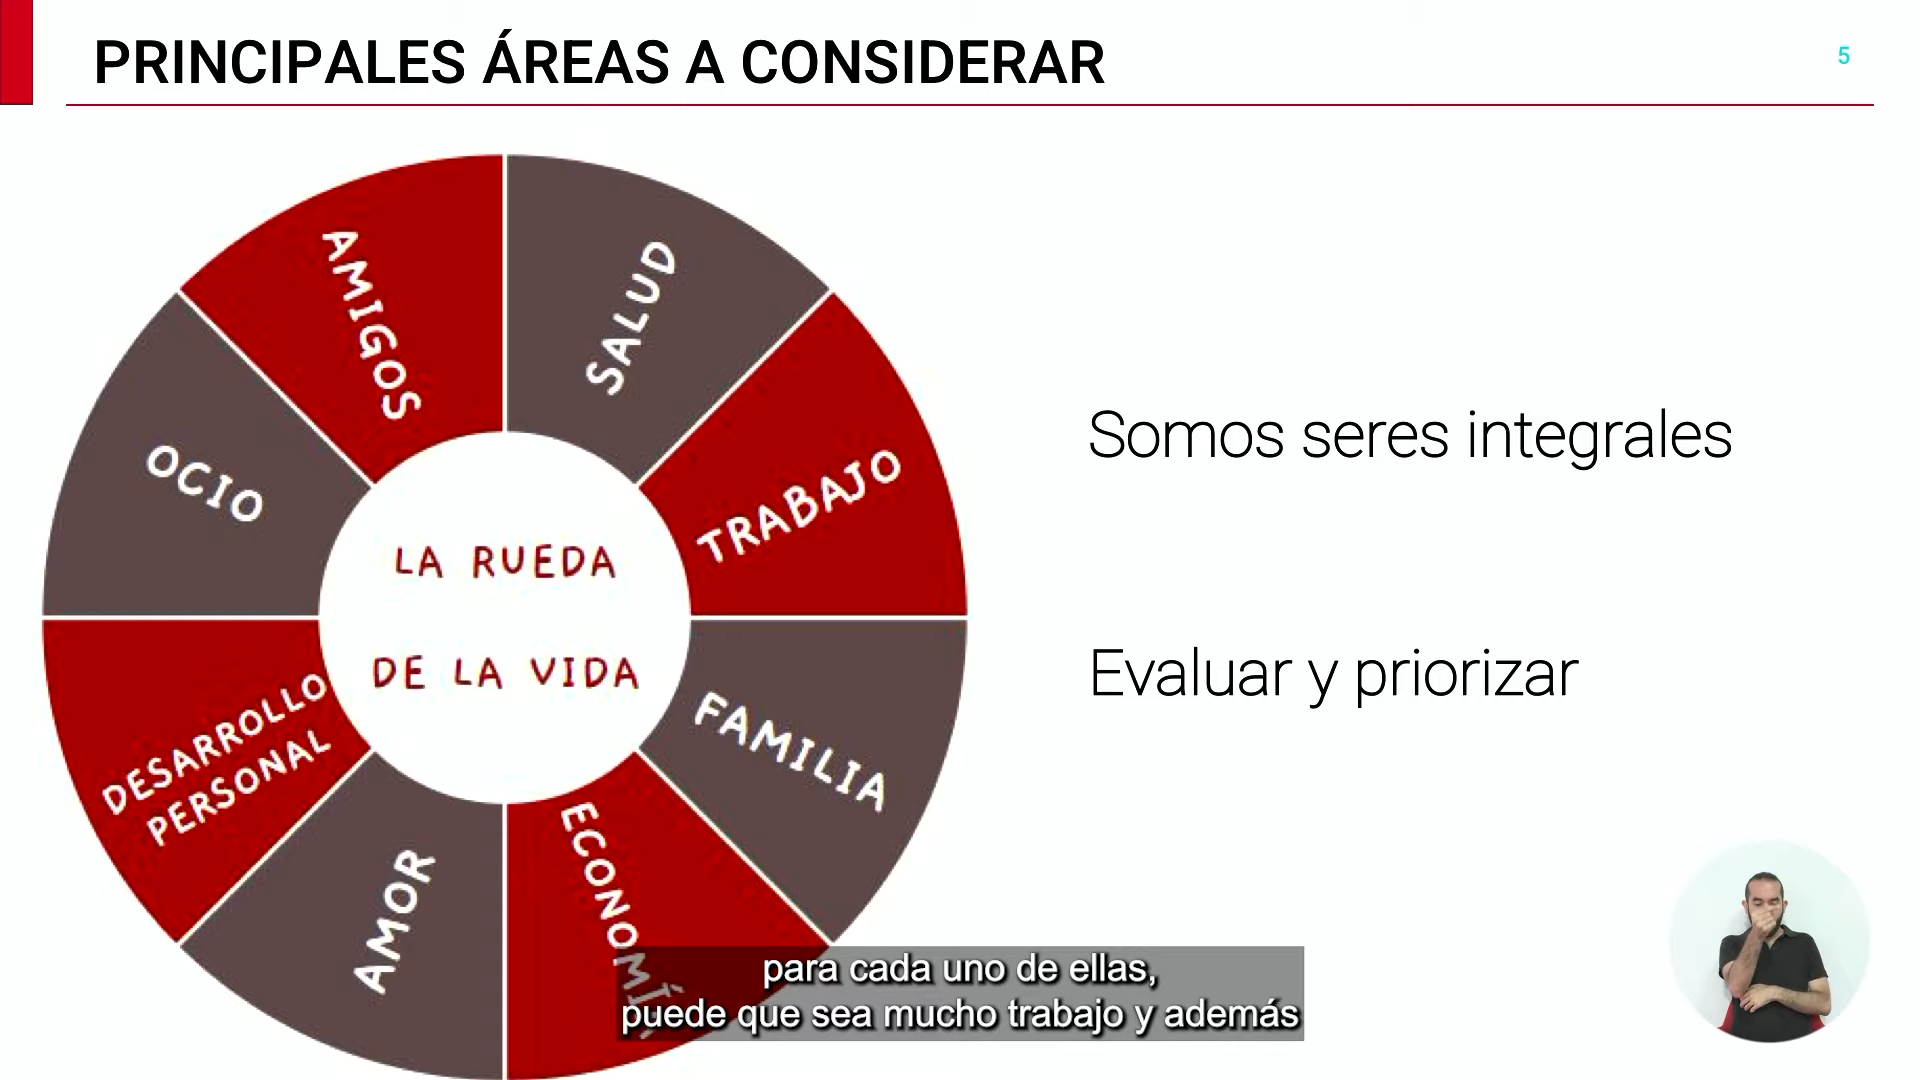 PRINCIPALES ÁREAS A CONSIDERAR
5
AMIGOS
SALUD
OCIO
TRABAJO
LA RUEDA
DE LA VIDA
DESARROLLO
PERSONAL
FAMILIA
AMOR
ECONOMÍ
Somos seres integrales
Evaluar y priorizar
para cada uno de ellas,
puede que sea mucho trabajo y además